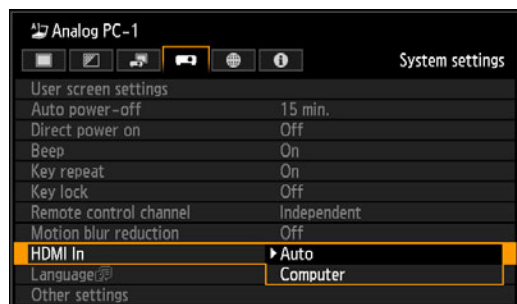 Analog PC-1
System settings
User screen settings
Auto power-off 15 min.
Direct power on Off
Beep On
Key repeat On
Key lock Off
Remote control channel Independent
Motion blur reduction Off
HDMI In Auto
Language Computer
Other settings